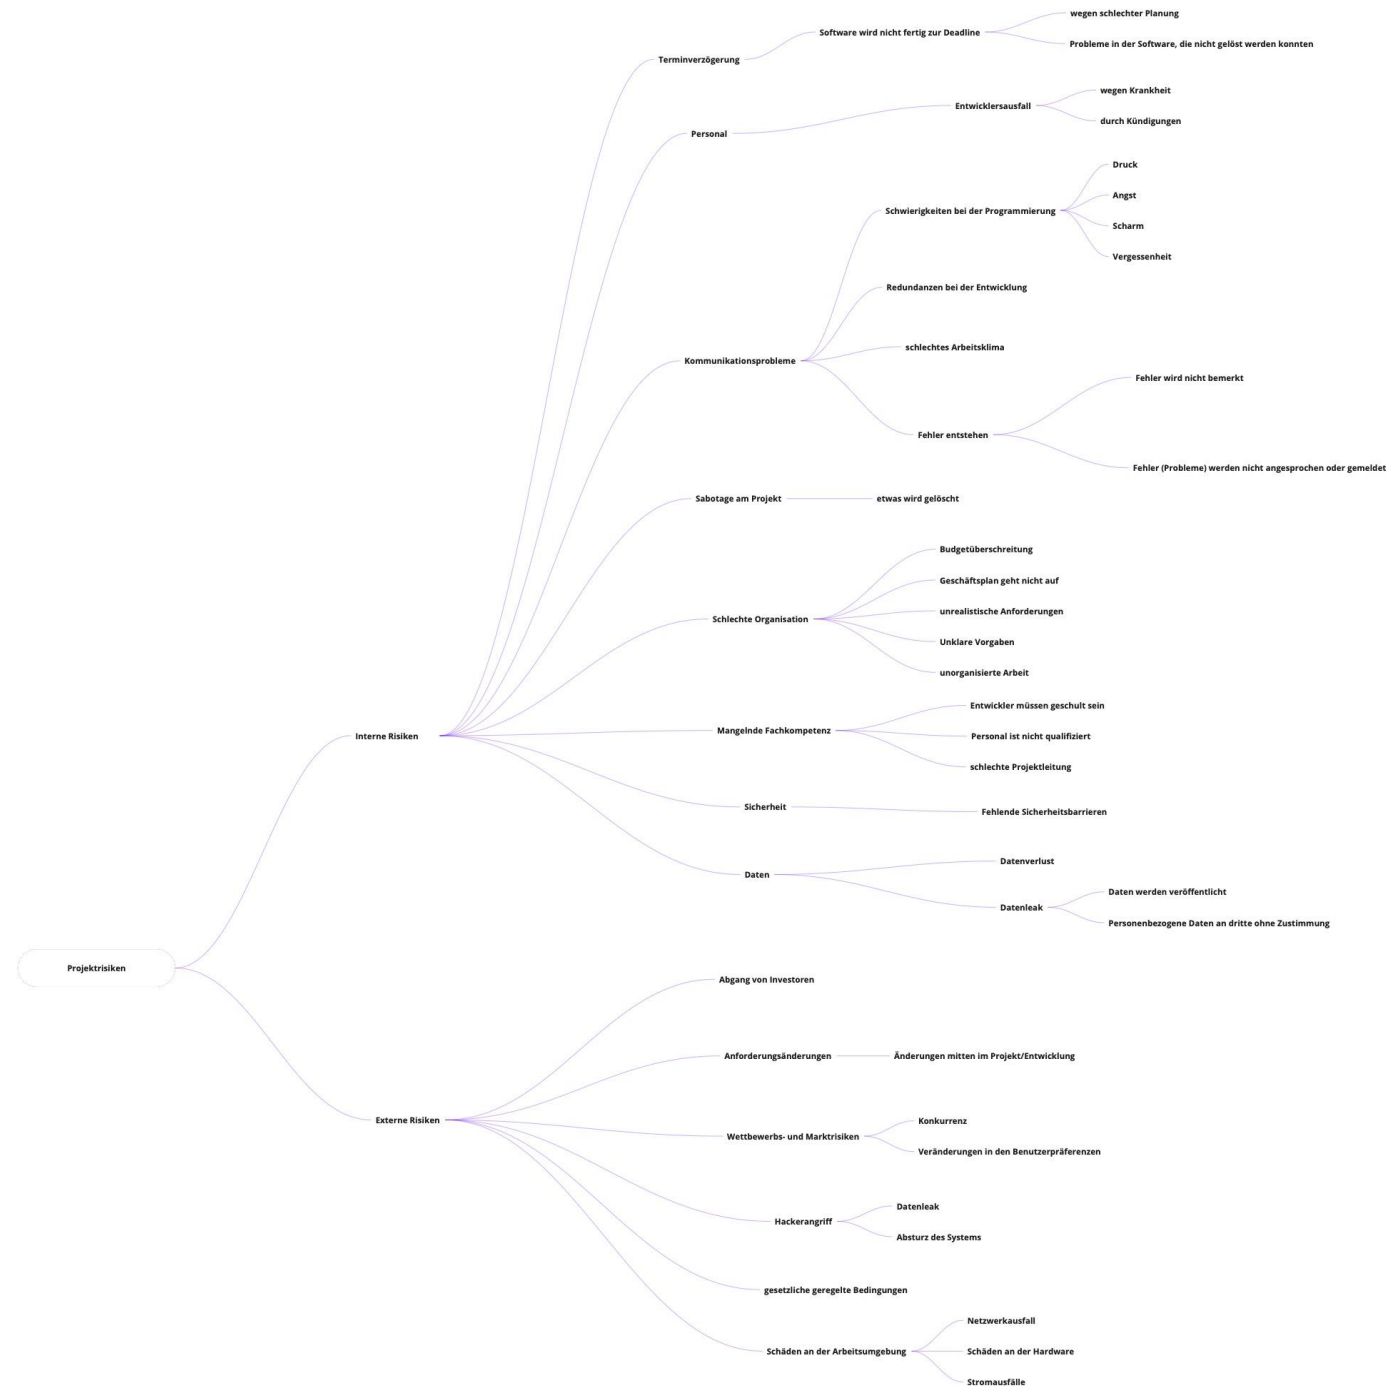 Projektrisiken
Interne Risiken
Terminverzögerung
Software wird nicht fertig zur Deadline
wegen schlechter Planung
Probleme in der Software, die nicht gelöst werden konnten
Personal
Entwicklersausfall
wegen Krankheit
durch Kündigungen
Kommunikationsprobleme
Schwierigkeiten bei der Programmierung
Druck
Angst
Scharm
Vergessenheit
Redundanzen bei der Entwicklung
schlechtes Arbeitsklima
Fehler entstehen
Fehler wird nicht bemerkt
Fehler (Probleme) werden nicht angesprochen oder gemeldet
Sabotage am Projekt
etwas wird gelöscht
Schlechte Organisation
Budgetüberschreitung
Geschäftsplan geht nicht auf
unrealistische Anforderungen
Unklare Vorgaben
unorganisierte Arbeit
Mangelnde Fachkompetenz
Entwickler müssen geschult sein
Personal ist nicht qualifiziert
schlechte Projektleitung
Sicherheit
Fehlende Sicherheitsbarrieren
Daten
Datenverlust
Datenleak
Daten werden veröffentlicht
Personenbezogene Daten an dritte ohne Zustimmung
Externe Risiken
Abgang von Investoren
Anforderungsänderungen
Änderungen mitten im Projekt/Entwicklung
Wettbewerbs- und Marktrisiken
Konkurrenz
Veränderungen in den Benutzerpräferenzen
Hackerangriff
Datenleak
Absturz des Systems
gesetzliche geregelte Bedingungen
Schäden an der Arbeitsumgebung
Netzwerkausfall
Schäden an der Hardware
Stromausfälle